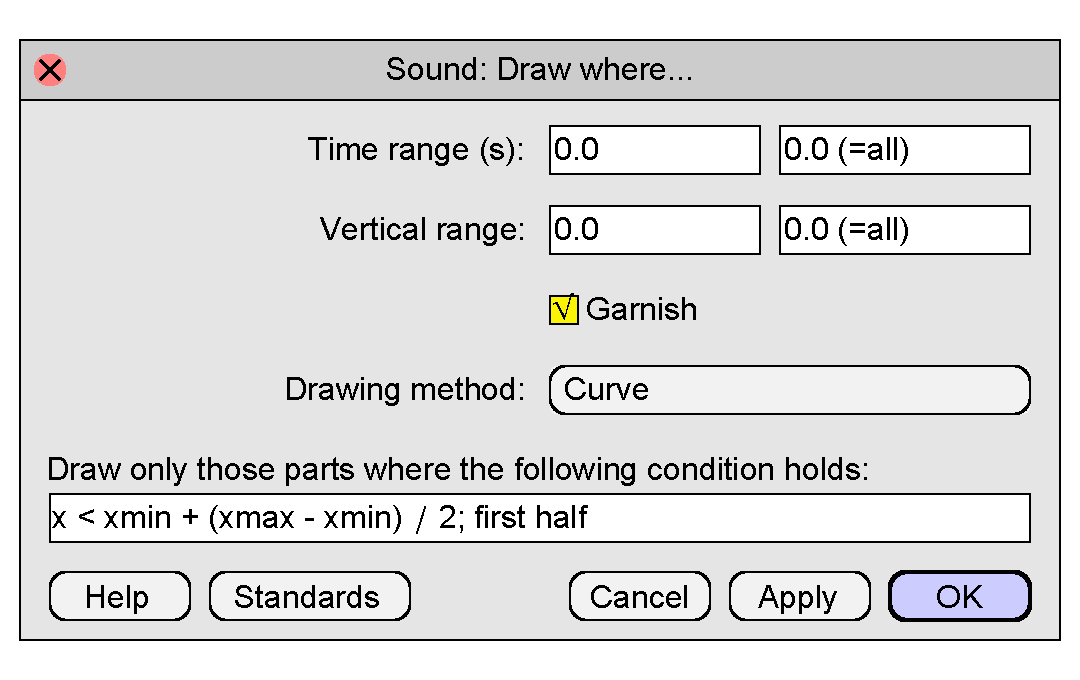 Sound: Draw where...
Time range (s): 0.0 0.0 (=all)
Vertical range: 0.0 0.0 (=all)
√ Garnish
Drawing method: Curve
Draw only those parts where the following condition holds:
x < xmin + (xmax - xmin) / 2; first half
Help Standards Cancel Apply OK